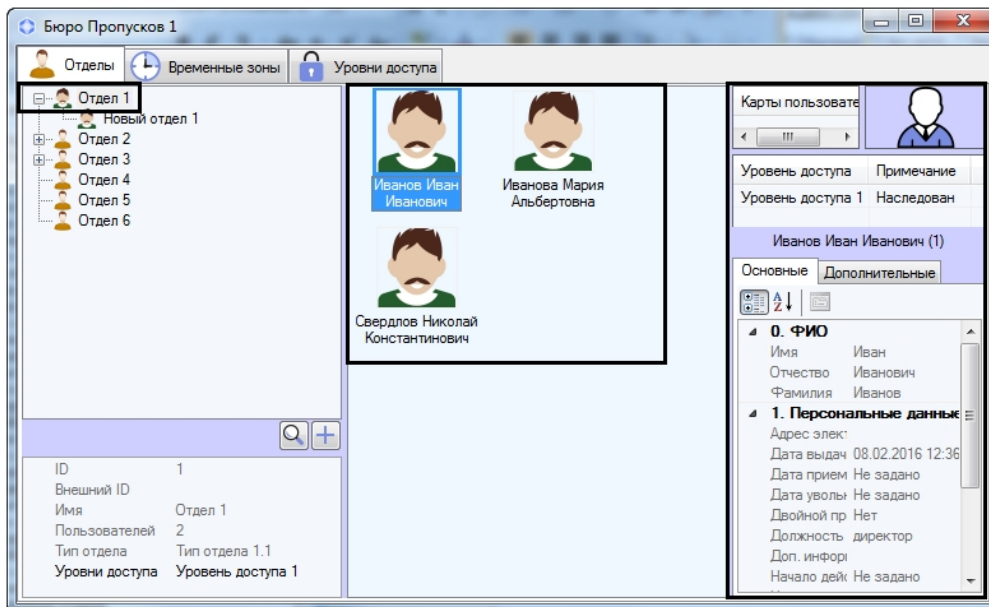 Бюро Пропусков 1
Отделы
Временные зоны
Уровни доступа
Отдел 1
Новый отдел 1
Отдел 2
Отдел 3
Отдел 4
Отдел 5
Отдел 6
ID 1
Внешний ID
Имя Отдел 1
Пользователей 2
Тип отдела Тип отдела 1.1
Уровни доступа Уровень доступа 1
Иванов Иван
Иванович
Иванова Мария
Альбертовна
Свердлов Николай
Константинович
Карты пользовате
Уровень доступа Примечание
Уровень доступа 1 Наследован
Иванов Иван Иванович (1)
Основные Дополнительные
0. ФИО
Имя Иван
Отчество Иванович
Фамилия Иванов
1. Персональные данные
Адрес элект
Дата выдач 08.02.2016 12:36
Дата прием Не задано
Дата увольн Не задано
Двойной пр Нет
Должность директор
Доп. информ
Начало дейс Не задано